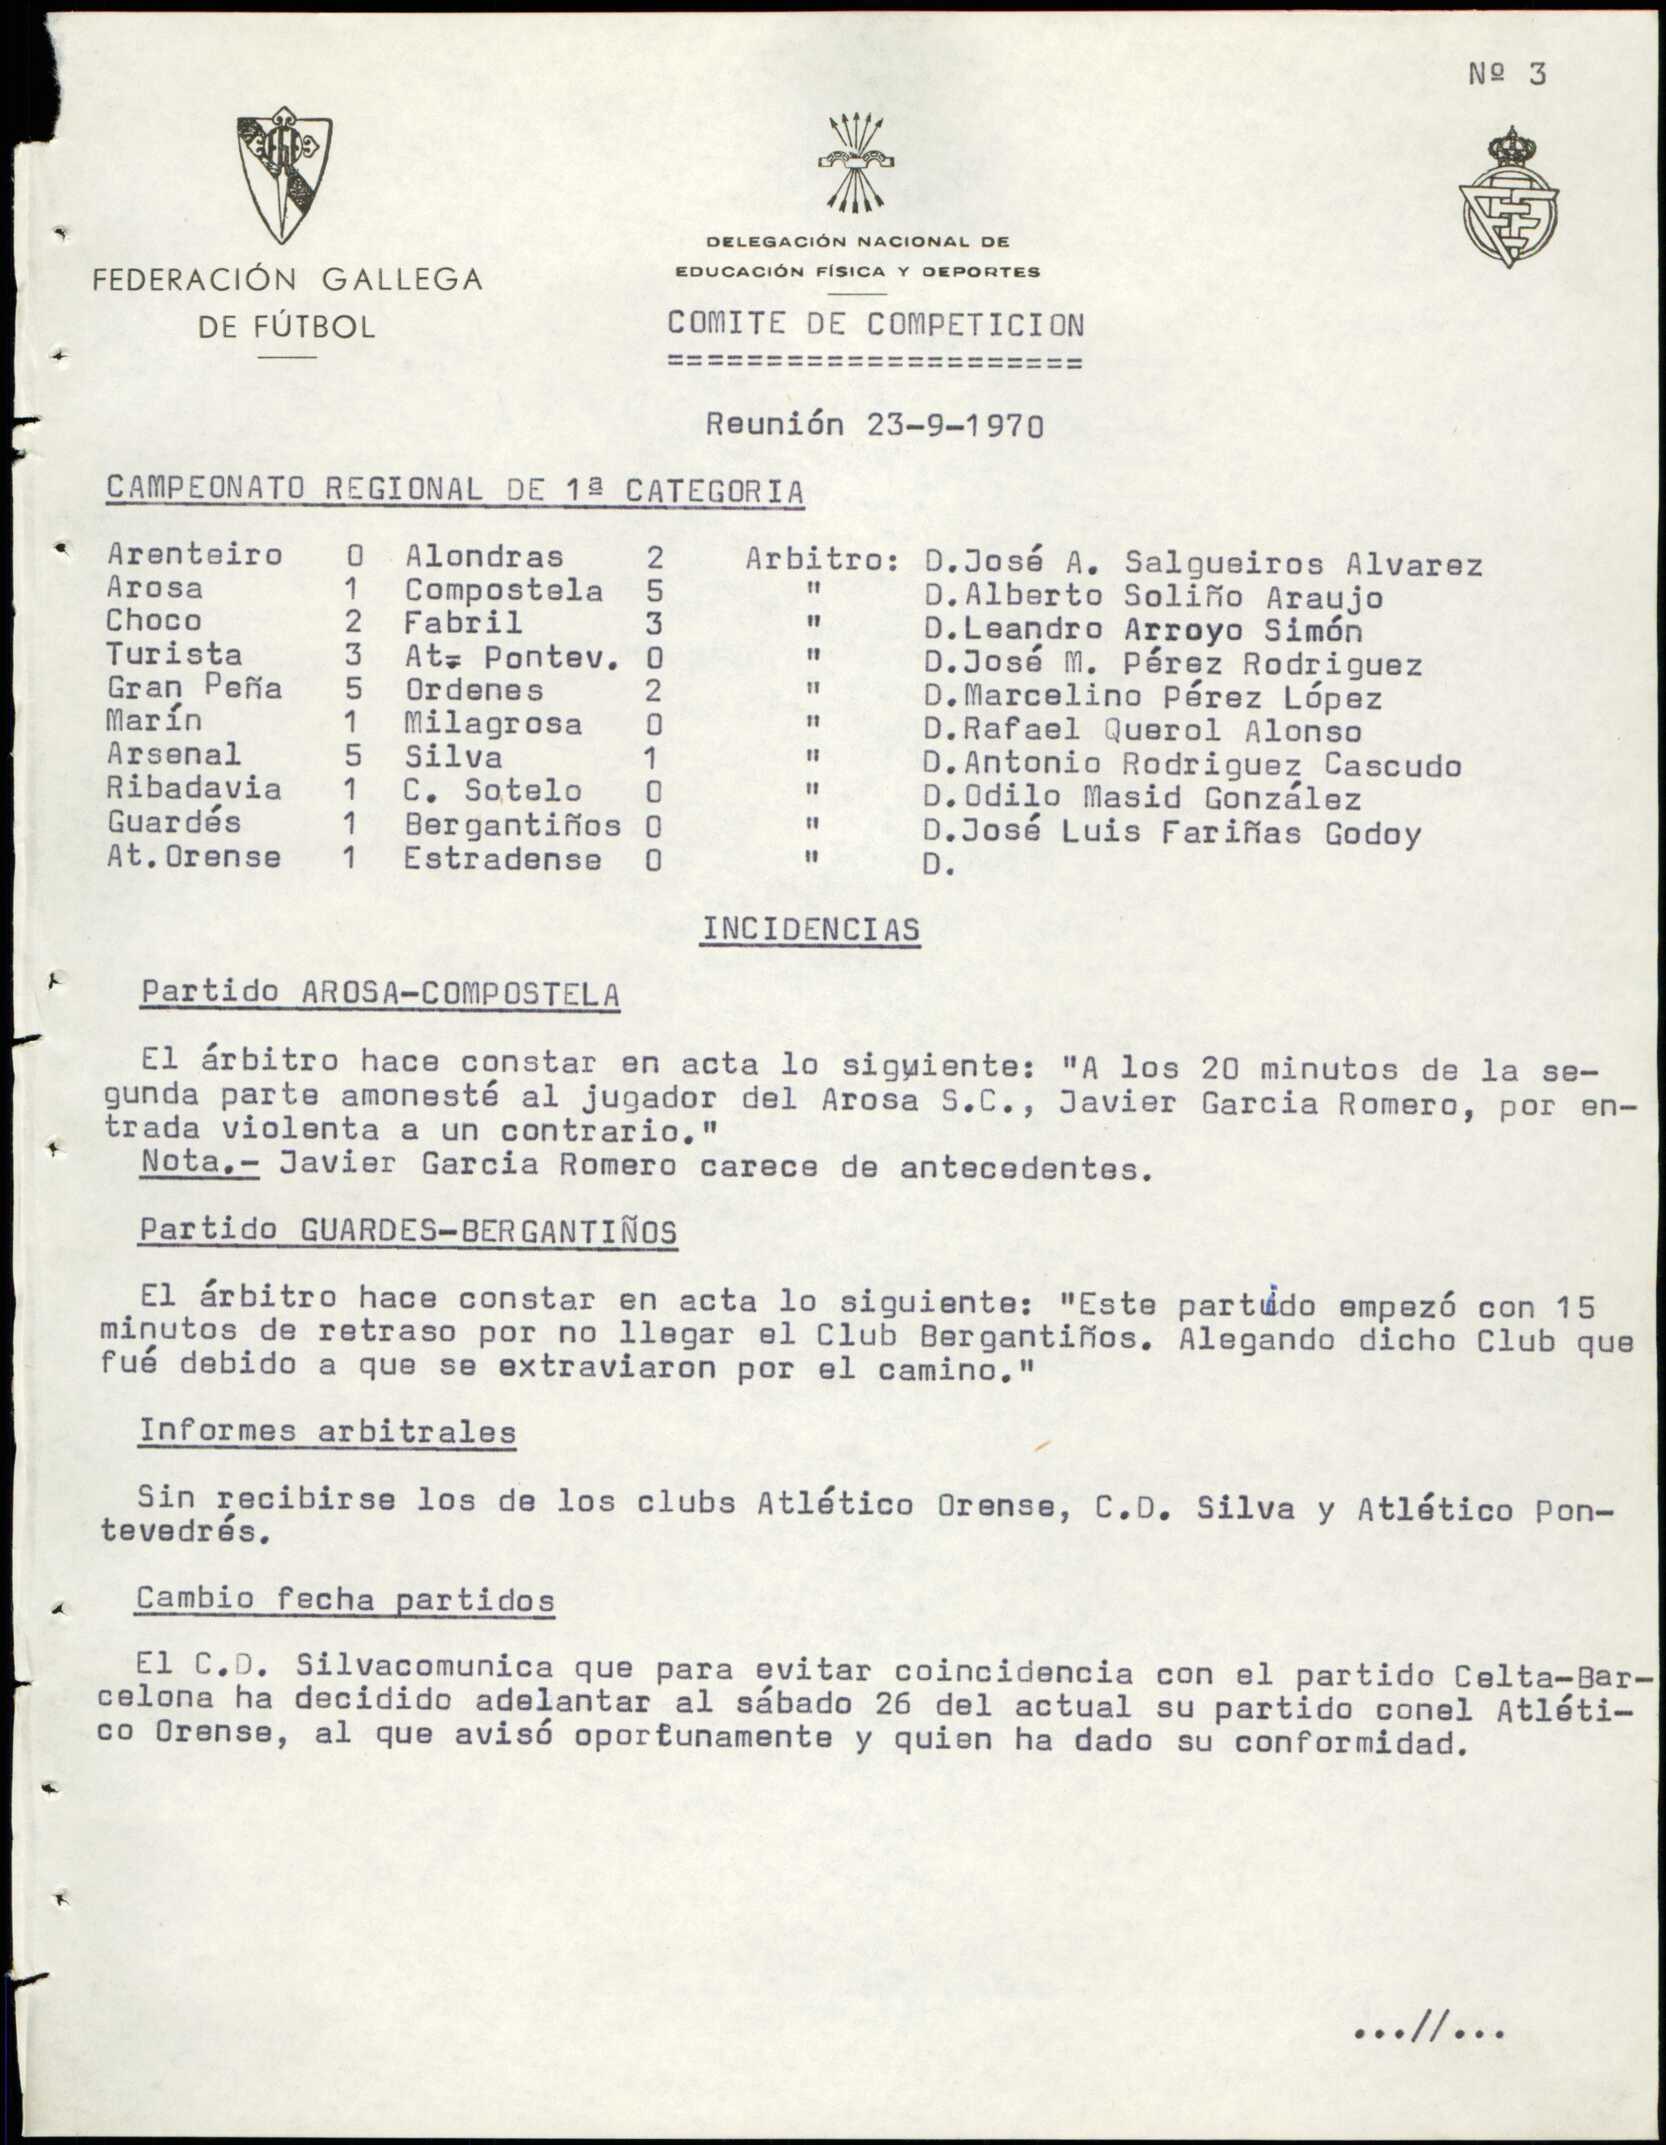 Nº 3
FEDERACIÓN GALLEGA
DE FÚTBOL
DELEGACIÓN NACIONAL DE
EDUCACIÓN FÍSICA Y DEPORTES
COMITE DE COMPETICION
=====================
Reunión 23-9-1970
CAMPEONATO REGIONAL DE 1ª CATEGORIA
Arenteiro 0 Alondras 2 Arbitro: D.José A. Salgueiros Alvarez
Arosa 1 Compostela 5 " D.Alberto Soliño Araujo
Choco 2 Fabril 3 " D.Leandro Arroyo Simón
Turista 3 At. Pontev. 0 " D.José M. Pérez Rodriguez
Gran Peña 5 Ordenes 2 " D.Marcelino Pérez López
Marín 1 Milagrosa 0 " D.Rafael Querol Alonso
Arsenal 5 Silva 1 " D.Antonio Rodriguez Cascudo
Ribadavia 1 C. Sotelo 0 " D.Odilo Masid González
Guardés 1 Bergantiños 0 " D.José Luis Fariñas Godoy
At.Orense 1 Estradense 0 " D.
INCIDENCIAS
Partido AROSA-COMPOSTELA
El árbitro hace constar en acta lo siguiente: "A los 20 minutos de la se-
gunda parte amonesté al jugador del Arosa S.C., Javier Garcia Romero, por en-
trada violenta a un contrario."
Nota.- Javier Garcia Romero carece de antecedentes.
Partido GUARDES-BERGANTIÑOS
El árbitro hace constar en acta lo siguiente: "Este partido empezó con 15
minutos de retraso por no llegar el Club Bergantiños. Alegando dicho Club que
fué debido a que se extraviaron por el camino."
Informes arbitrales
Sin recibirse los de los clubs Atlético Orense, C.D. Silva y Atlético Pon-
tevedrés.
Cambio fecha partidos
El C.D. Silvacomunica que para evitar coincidencia con el partido Celta-Bar-
celona ha decidido adelantar al sábado 26 del actual su partido conel Atléti-
co Orense, al que avisó oportunamente y quien ha dado su conformidad.
...//...